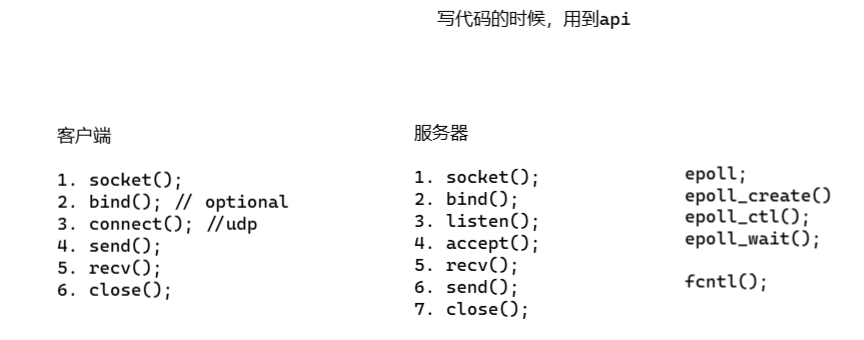 写代码的时候，用到api
客户端
1. socket();
2. bind(); // optional
3. connect(); //udp
4. send();
5. recv();
6. close();
服务器
1. socket();
2. bind();
3. listen();
4. accept();
5. recv();
6. send();
7. close();
epoll;
epoll_create()
epoll_ctl();
epoll_wait();
fcntl();